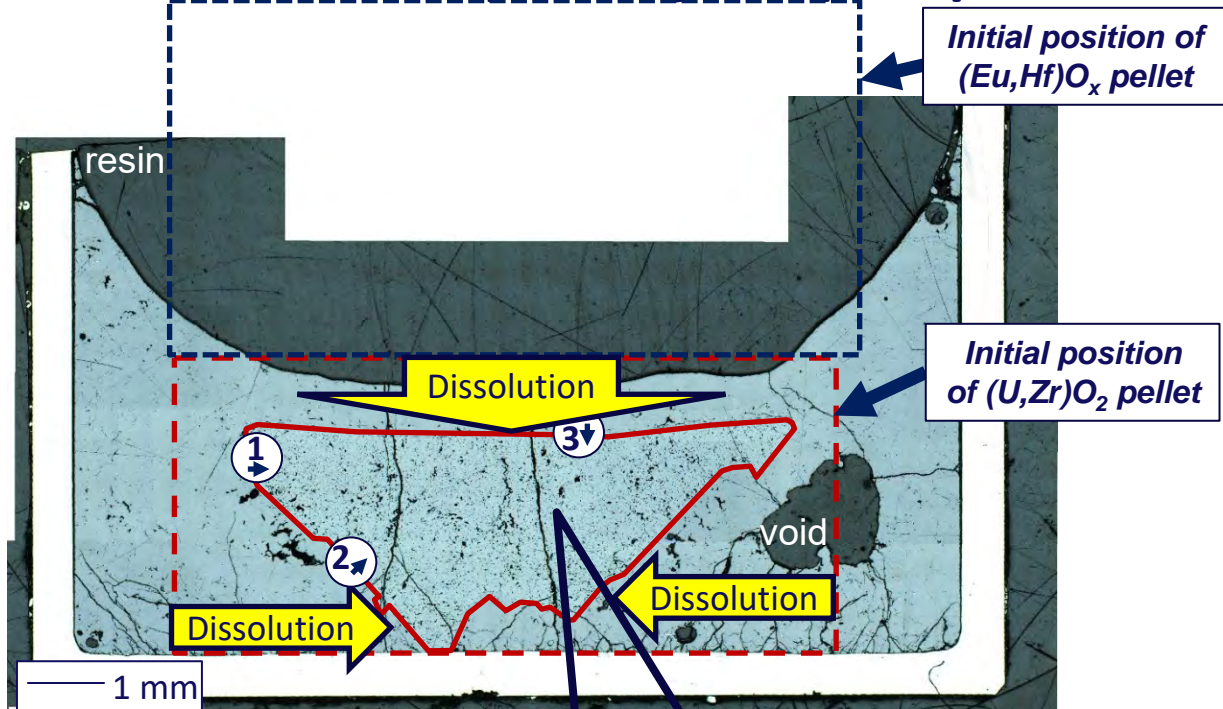 Initial position of
(Eu,Hf)Oₓ pellet
resin
Initial position
of (U,Zr)O₂ pellet
Dissolution
1
3
void
2
Dissolution
Dissolution
1 mm